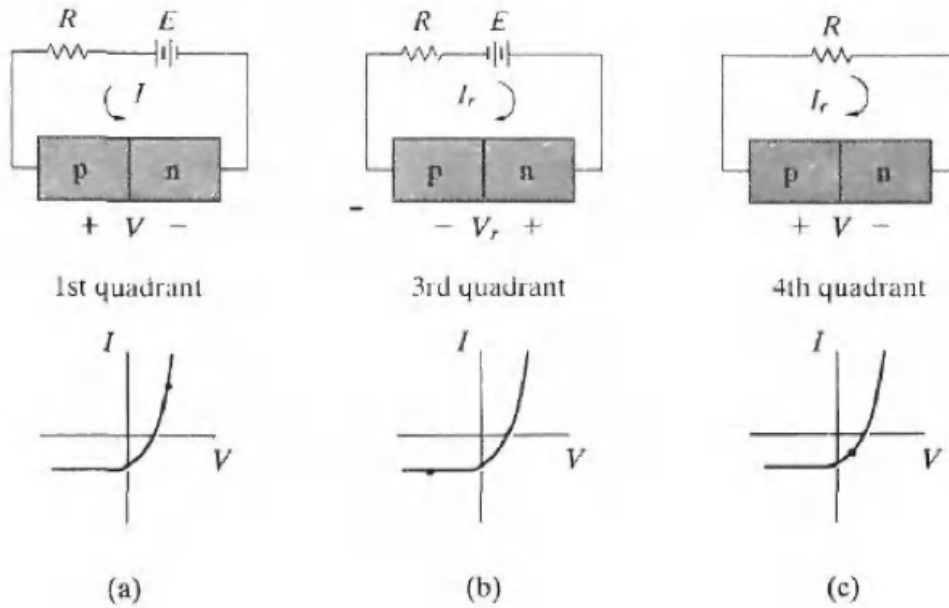 R E R E R
I I_r I_r
p n p n p n
+ V − − V_r + + V −
1st quadrant 3rd quadrant 4th quadrant
I I I
V V V
(a) (b) (c)